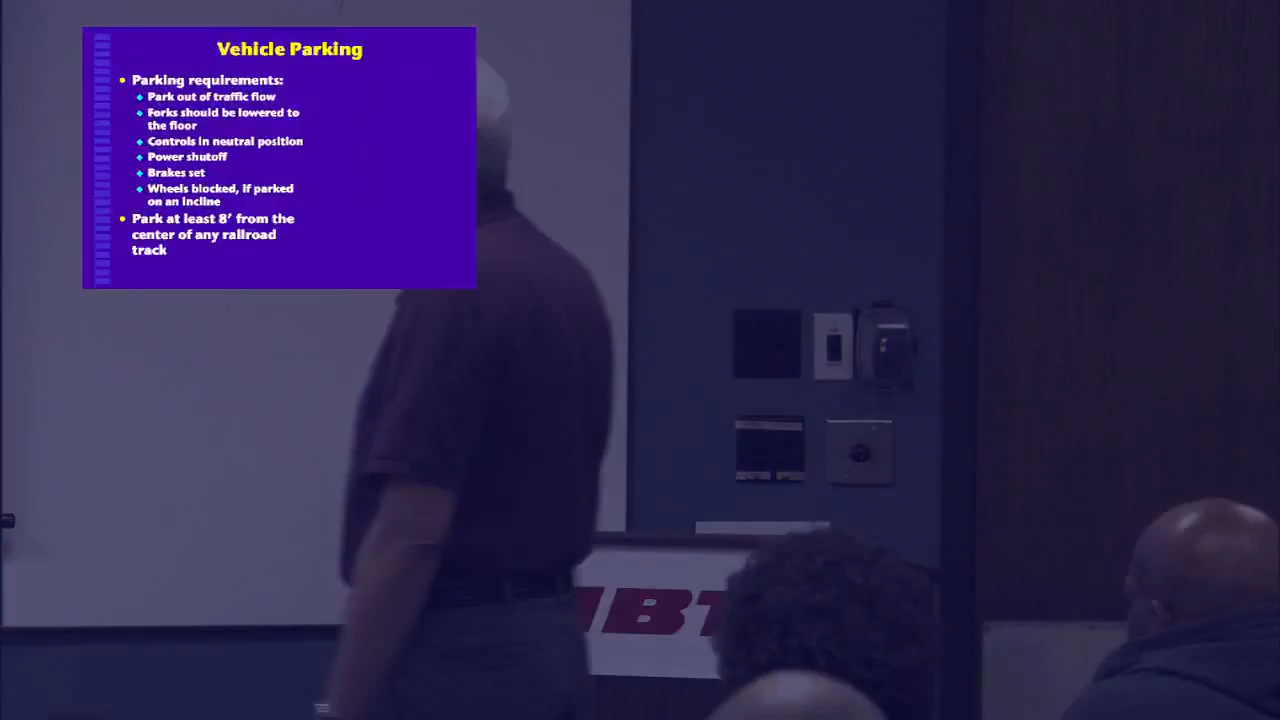 Vehicle Parking
Parking requirements:
Park out of traffic flow
Forks should be lowered to
the floor
Controls in neutral position
Power shutoff
Brakes set
Wheels blocked, if parked
on an incline
Park at least 8' from the
center of any railroad
track